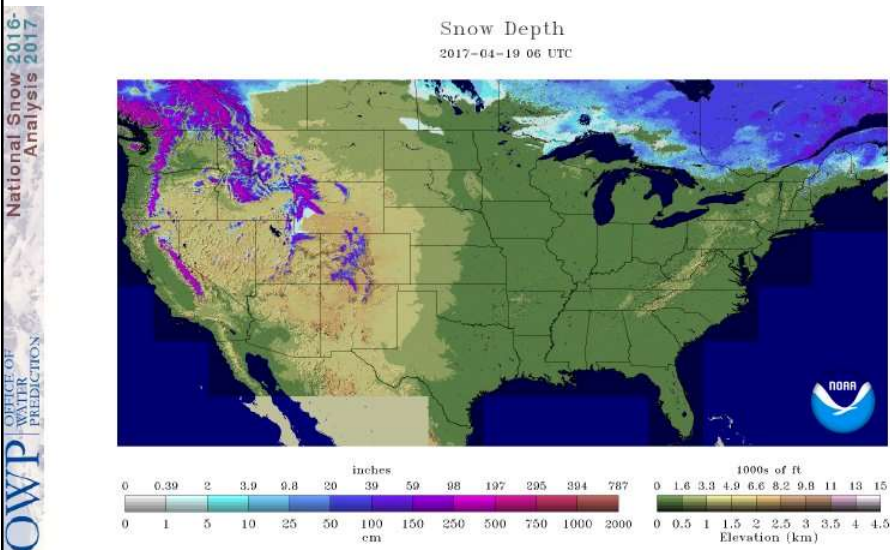 National Snow 2016-
Analysis 2017
OWP OFFICE OF
WATER
PREDICTION
Snow Depth
2017-04-19 06 UTC
NOAA
inches
0 0.39 2 3.9 9.8 20 39 59 98 197 295 394 787
0 1 5 10 25 50 100 150 250 500 750 1000 2000
cm
1000s of ft
0 1.6 3.3 4.9 6.6 8.2 9.8 11 13 15
0 0.5 1 1.5 2 2.5 3 3.5 4 4.5
Elevation (km)